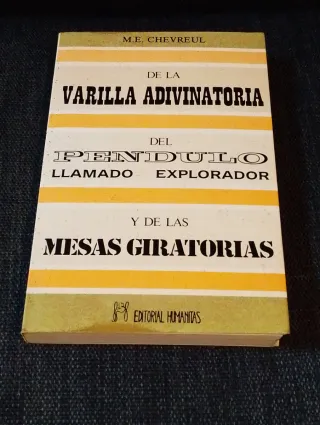 M.E. CHEVREUL
DE LA
VARILLA ADIVINATORIA
DEL
PENDULO
LLAMADO EXPLORADOR
Y DE LAS
MESAS GIRATORIAS
EDITORIAL HUMANITAS